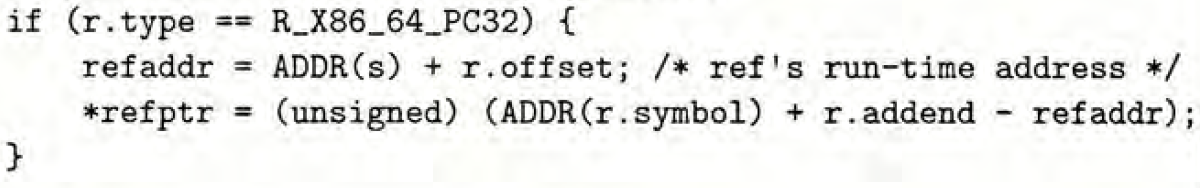 if (r.type == R_X86_64_PC32) {
    refaddr = ADDR(s) + r.offset; /* ref's run-time address */
    *refptr = (unsigned) (ADDR(r.symbol) + r.addend - refaddr);
}